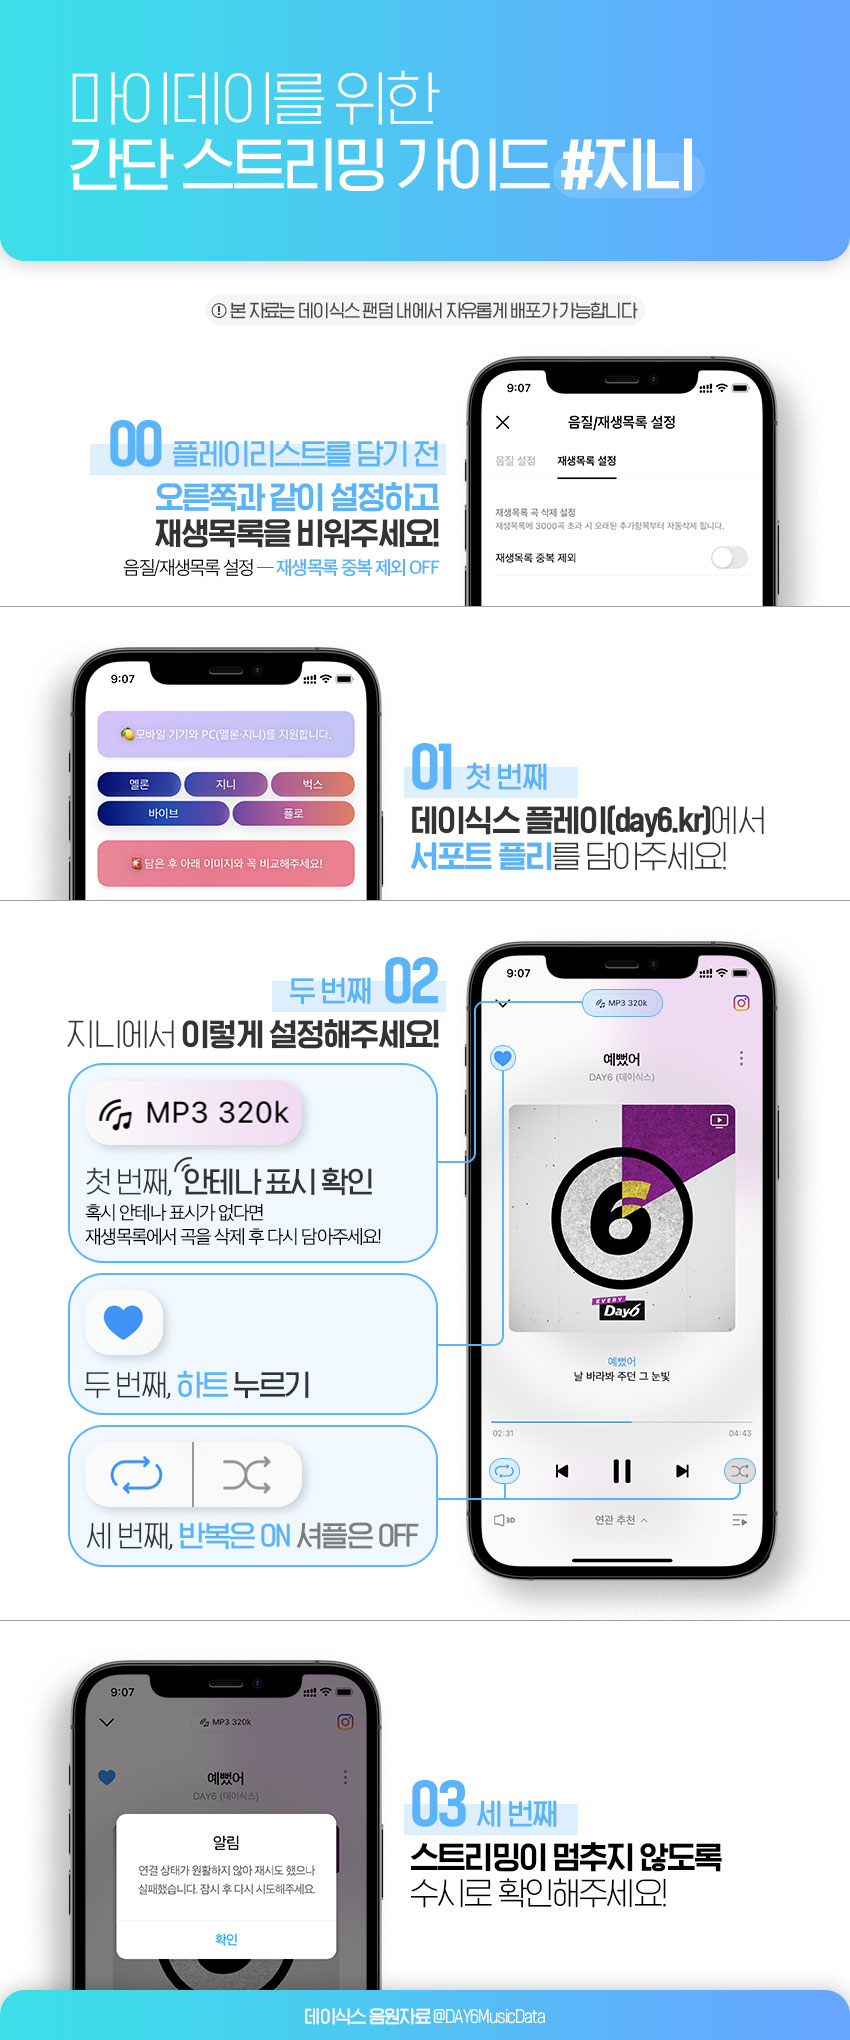 마이데이를 위한
간단 스트리밍 가이드 #지니
본 자료는 데이식스 팬덤 내에서 자유롭게 배포가 가능합니다
00 플레이리스트를 담기 전
오른쪽과 같이 설정하고
재생목록을 비워주세요!
음질/재생목록 설정 — 재생목록 중복 제외 OFF
9:07
음질/재생목록 설정
음질 설정 재생목록 설정
재생목록 곡 삭제 설정
재생목록에 3000곡 초과 시 오래된 추가항목부터 자동삭제 됩니다.
재생목록 중복 제외
9:07
🍋모바일 기기와 PC(멜론·지니)를 지원합니다.
멜론 지니 벅스
바이브 플로
🚨담은 후 아래 이미지와 꼭 비교해주세요!
01 첫 번째
데이식스 플레이(day6.kr)에서
서포트 플리를 담아주세요!
두 번째 02
지니에서 이렇게 설정해주세요!
MP3 320k
첫 번째, 안테나 표시 확인
혹시 안테나 표시가 없다면
재생목록에서 곡을 삭제 후 다시 담아주세요!
두 번째, 하트 누르기
세 번째, 반복은 ON 셔플은 OFF
9:07
MP3 320k
예뻤어
DAY6 (데이식스)
6
EVERY
Day6
예뻤어
날 바라봐 주던 그 눈빛
02:31 04:43
3D 연관 추천
9:07
MP3 320k
예뻤어
DAY6 (데이식스)
알림
연결 상태가 원활하지 않아 재시도 했으나
실패했습니다. 잠시 후 다시 시도해주세요.
확인
03 세 번째
스트리밍이 멈추지 않도록
수시로 확인해주세요!
데이식스 음원자료 @DAY6MusicData